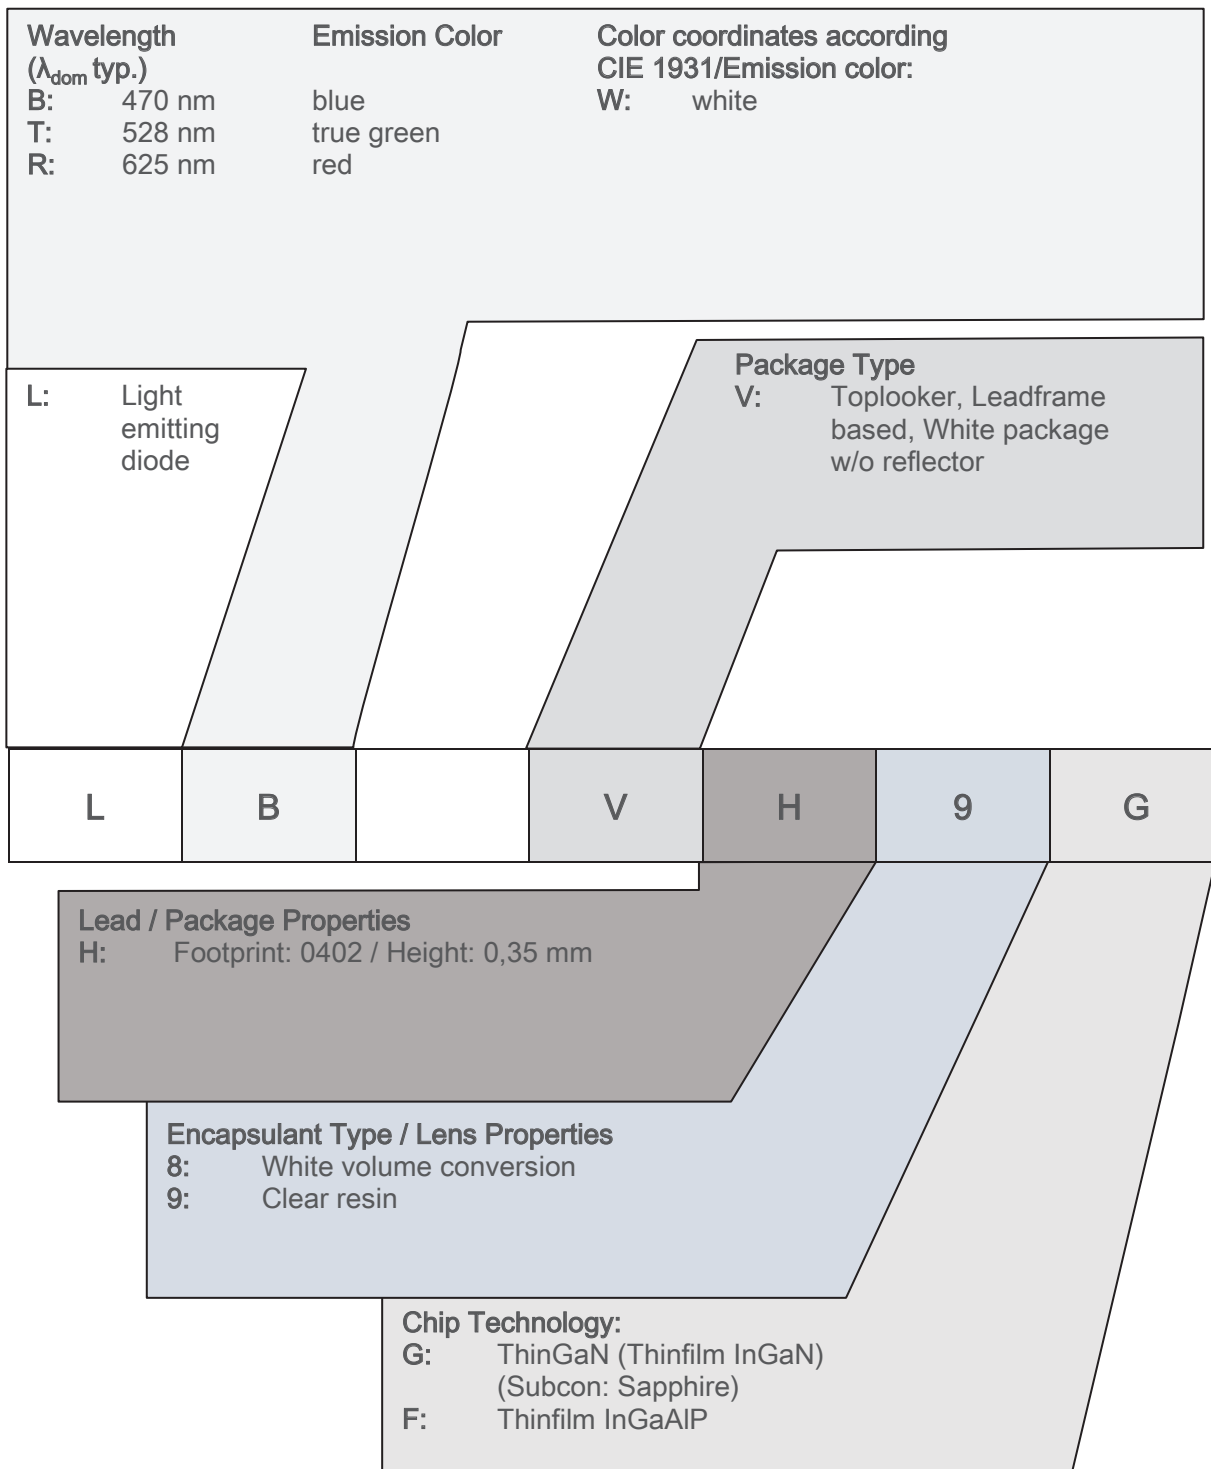 Wavelength Emission Color Color coordinates according
(λdom typ.) CIE 1931/Emission color:
B: 470 nm blue W: white
T: 528 nm true green
R: 625 nm red
L: Light
emitting
diode
Package Type
V: Toplooker, Leadframe
based, White package
w/o reflector
L B V H 9 G
Lead / Package Properties
H: Footprint: 0402 / Height: 0,35 mm
Encapsulant Type / Lens Properties
8: White volume conversion
9: Clear resin
Chip Technology:
G: ThinGaN (Thinfilm InGaN)
(Subcon: Sapphire)
F: Thinfilm InGaAlP